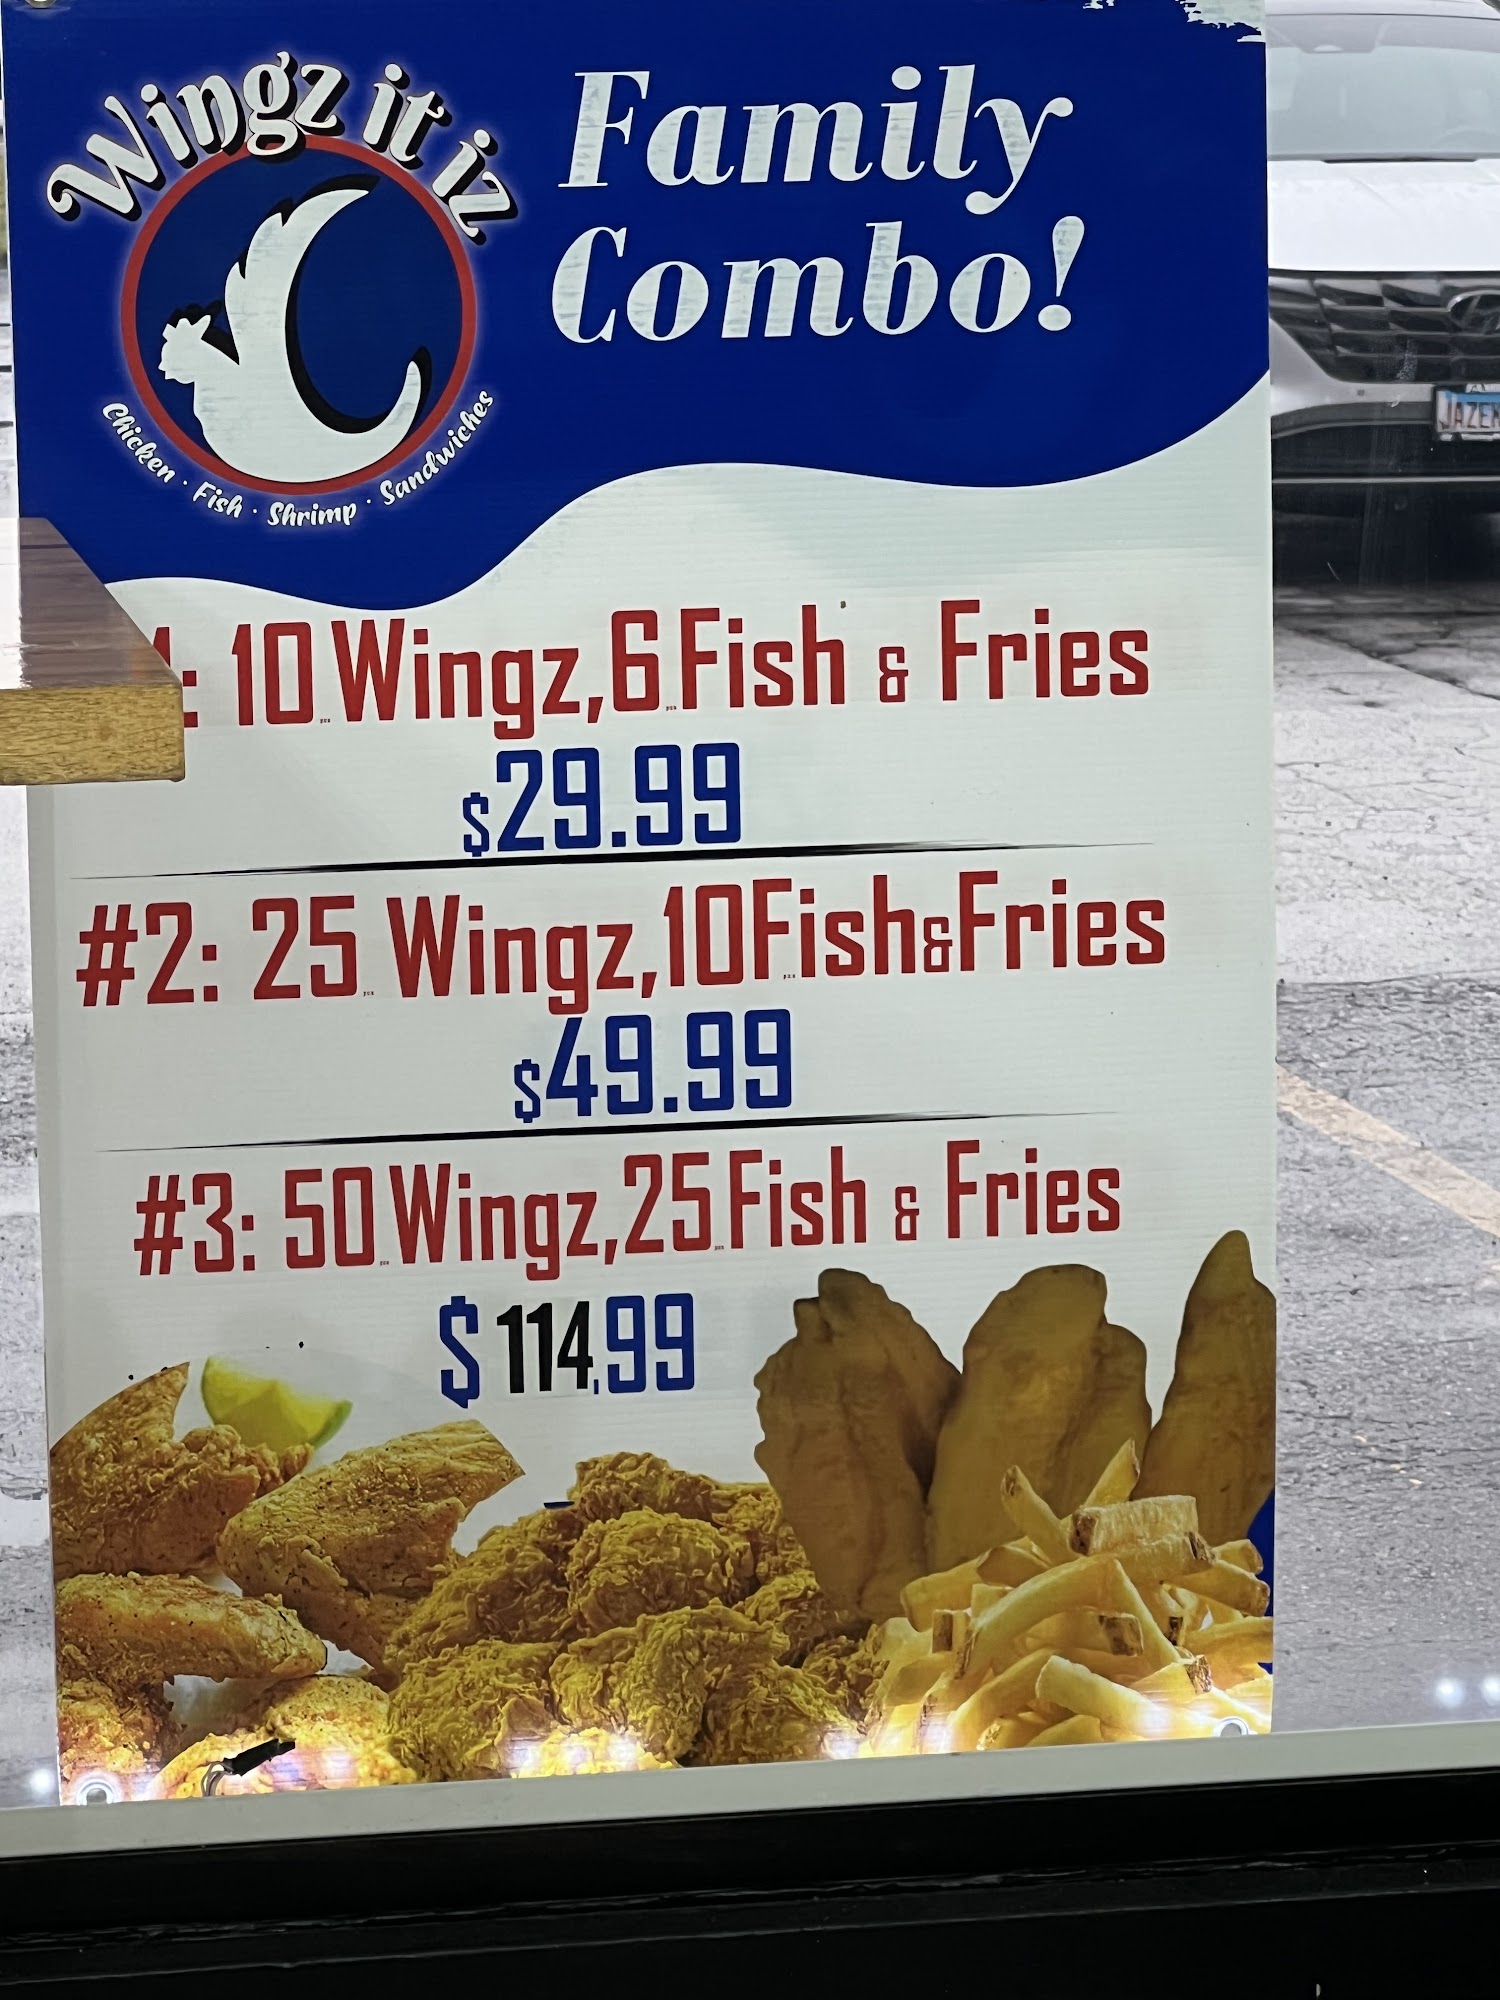 Wingz it iz
Chicken · Fish · Shrimp · Sandwiches
Family
Combo!
1: 10 Wingz, 6 Fish & Fries
$29.99
#2: 25 Wingz, 10 Fish & Fries
$49.99
#3: 50 Wingz, 25 Fish & Fries
$114.99